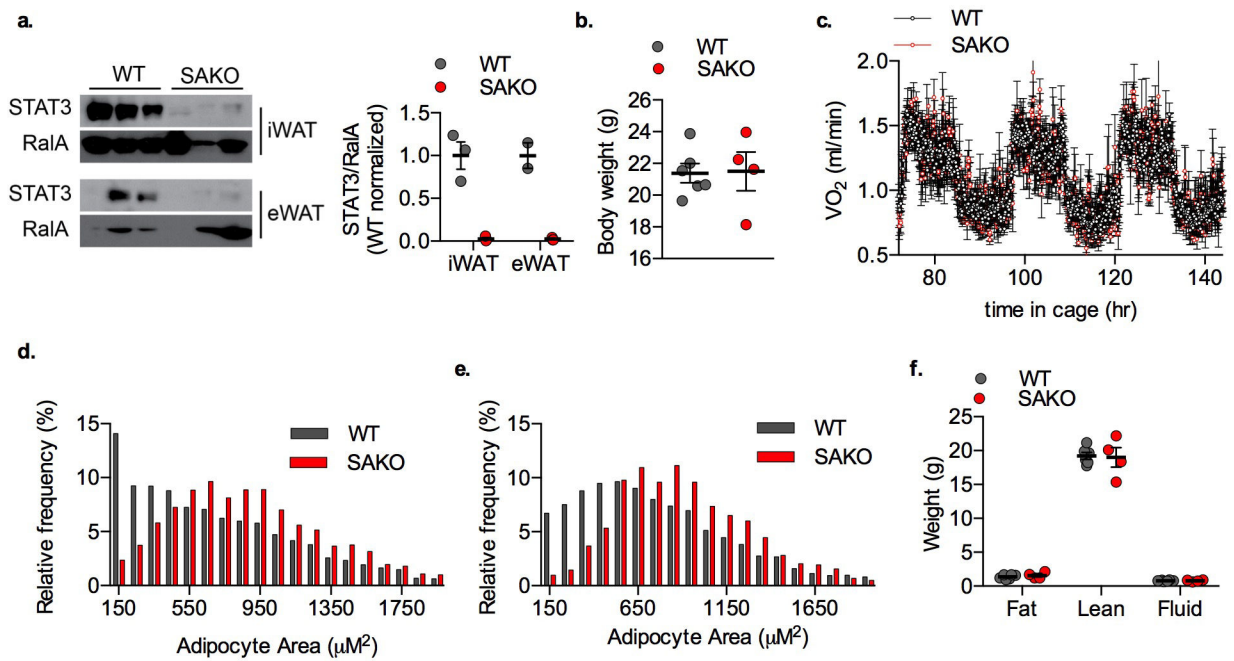 a.
WT SAKO
STAT3
RalA
iWAT
STAT3
RalA
eWAT
WT
SAKO
STAT3/RalA
(WT normalized)
1.5
1.0
0.5
0.0
iWAT eWAT
b.
WT
SAKO
Body weight (g)
26
24
22
20
18
16
c.
WT
SAKO
VO2 (ml/min)
2.0
1.5
1.0
0.5
80 100 120 140
time in cage (hr)
d.
Relative frequency (%)
15
10
5
0
WT
SAKO
150 550 950 1350 1750
Adipocyte Area (μM2)
e.
Relative frequency (%)
15
10
5
0
WT
SAKO
150 650 1150 1650
Adipocyte Area (μM2)
f.
WT
SAKO
Weight (g)
25
20
15
10
5
0
Fat Lean Fluid